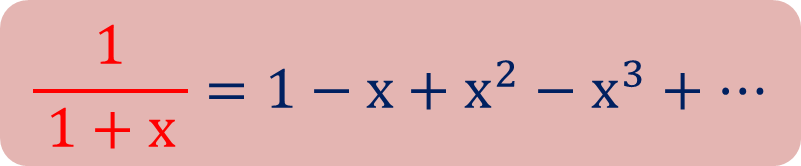 1/(1 + x) = 1 − x + x² − x³ + ⋯